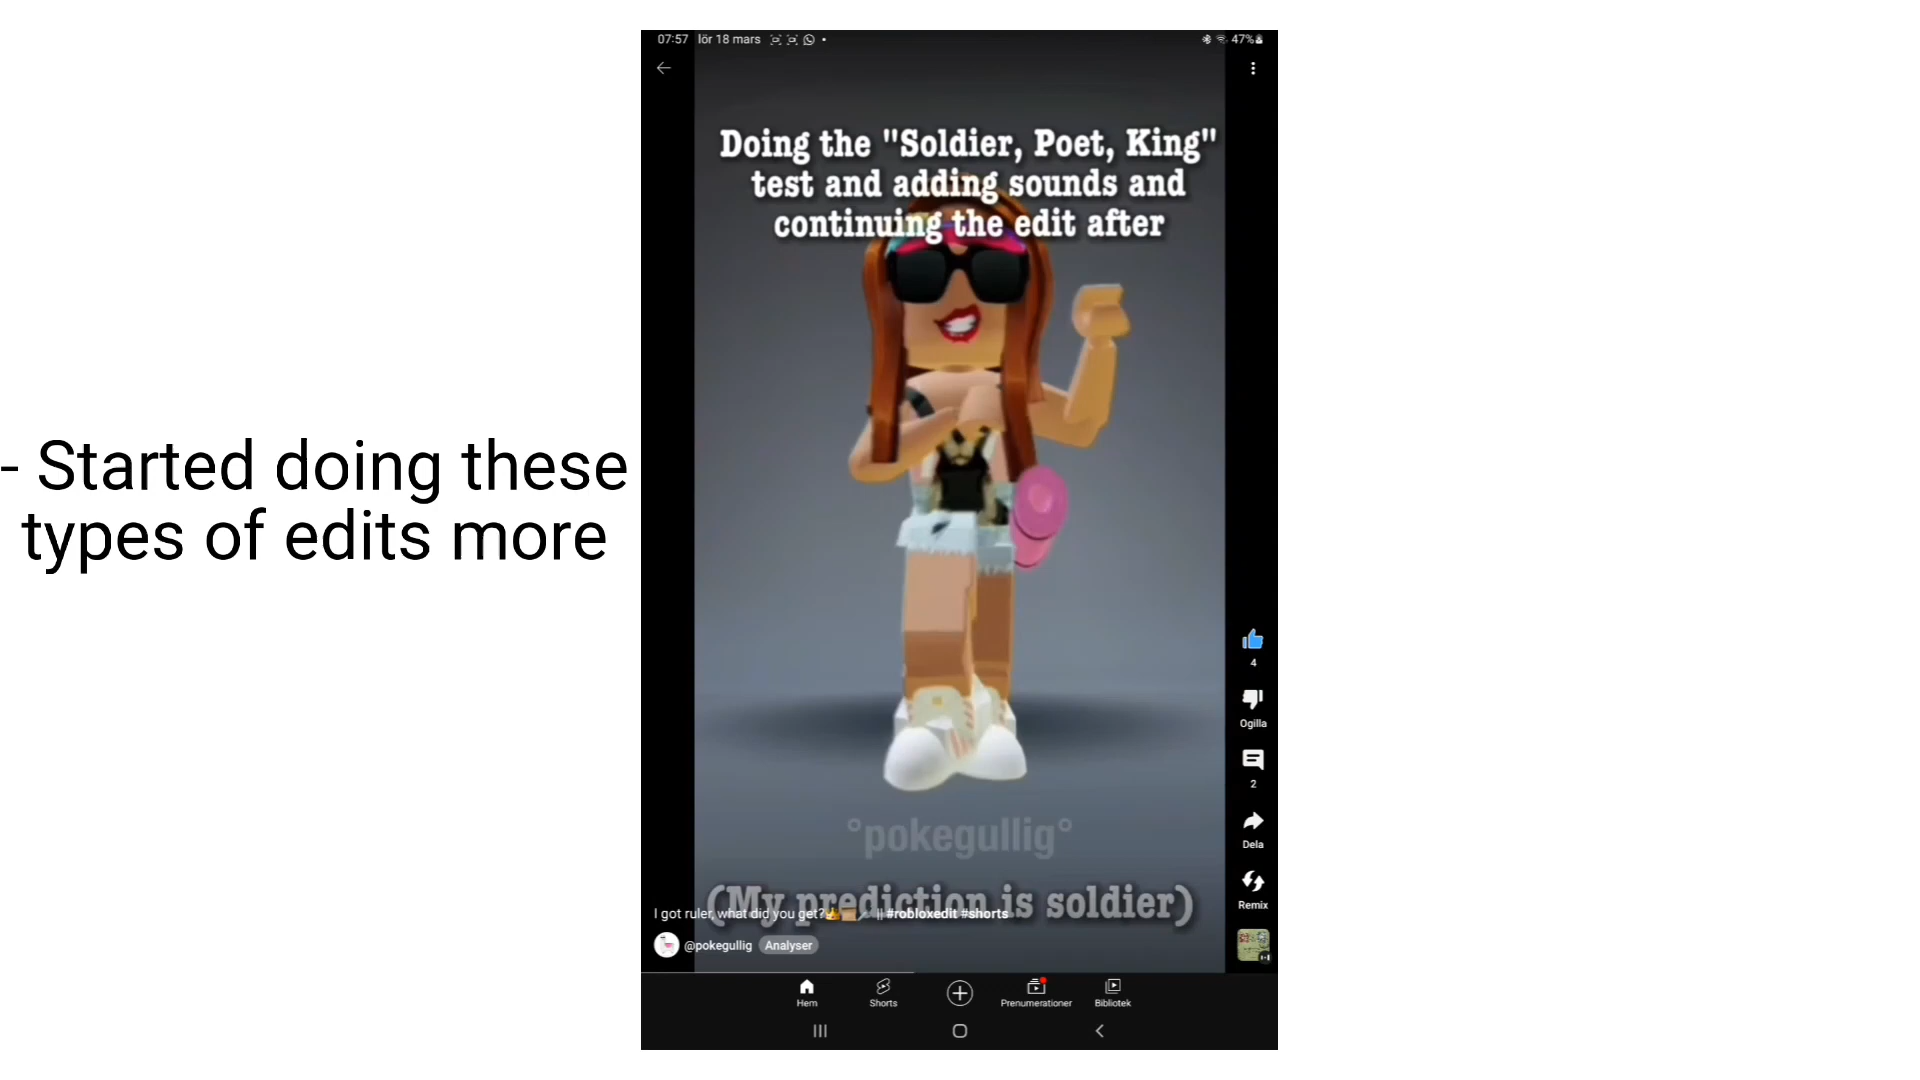 - Started doing these
types of edits more
07:57 lör 18 mars
47%
Doing the "Soldier, Poet, King"
test and adding sounds and
continuing the edit after
4
Ogilla
2
Dela
Remix
°pokegullig°
(My prediction is soldier)
I got ruler, what did you get?👑📜🗡️ || #robloxedit #shorts
@pokegullig Analyser
Hem Shorts Prenumerationer Bibliotek